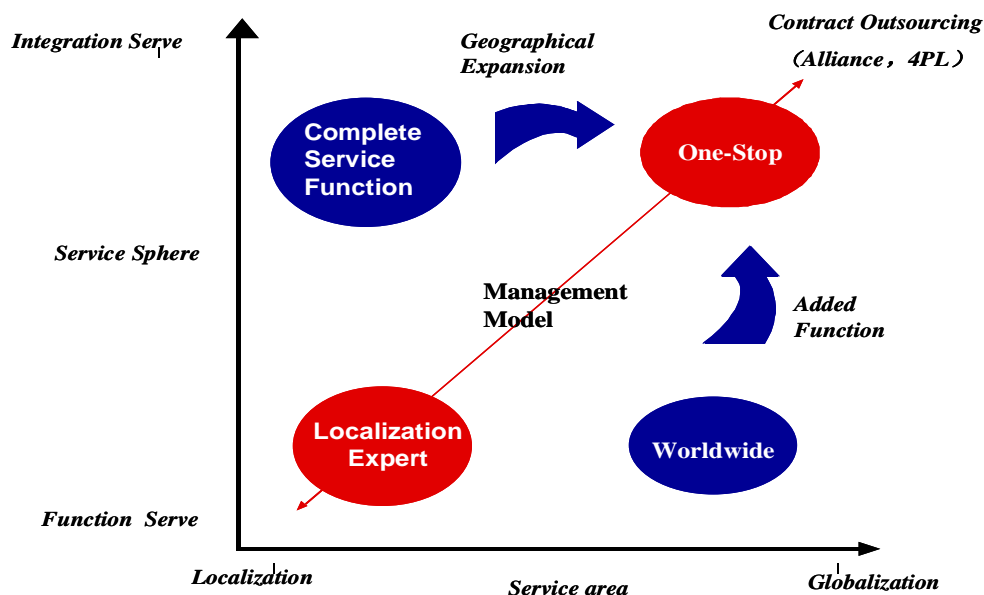 Integration Serve
Geographical
Expansion
Contract Outsourcing
（Alliance，4PL）
Complete
Service
Function
One-Stop
Service Sphere
Management
Model
Added
Function
Localization
Expert
Worldwide
Function Serve
Localization
Service area
Globalization